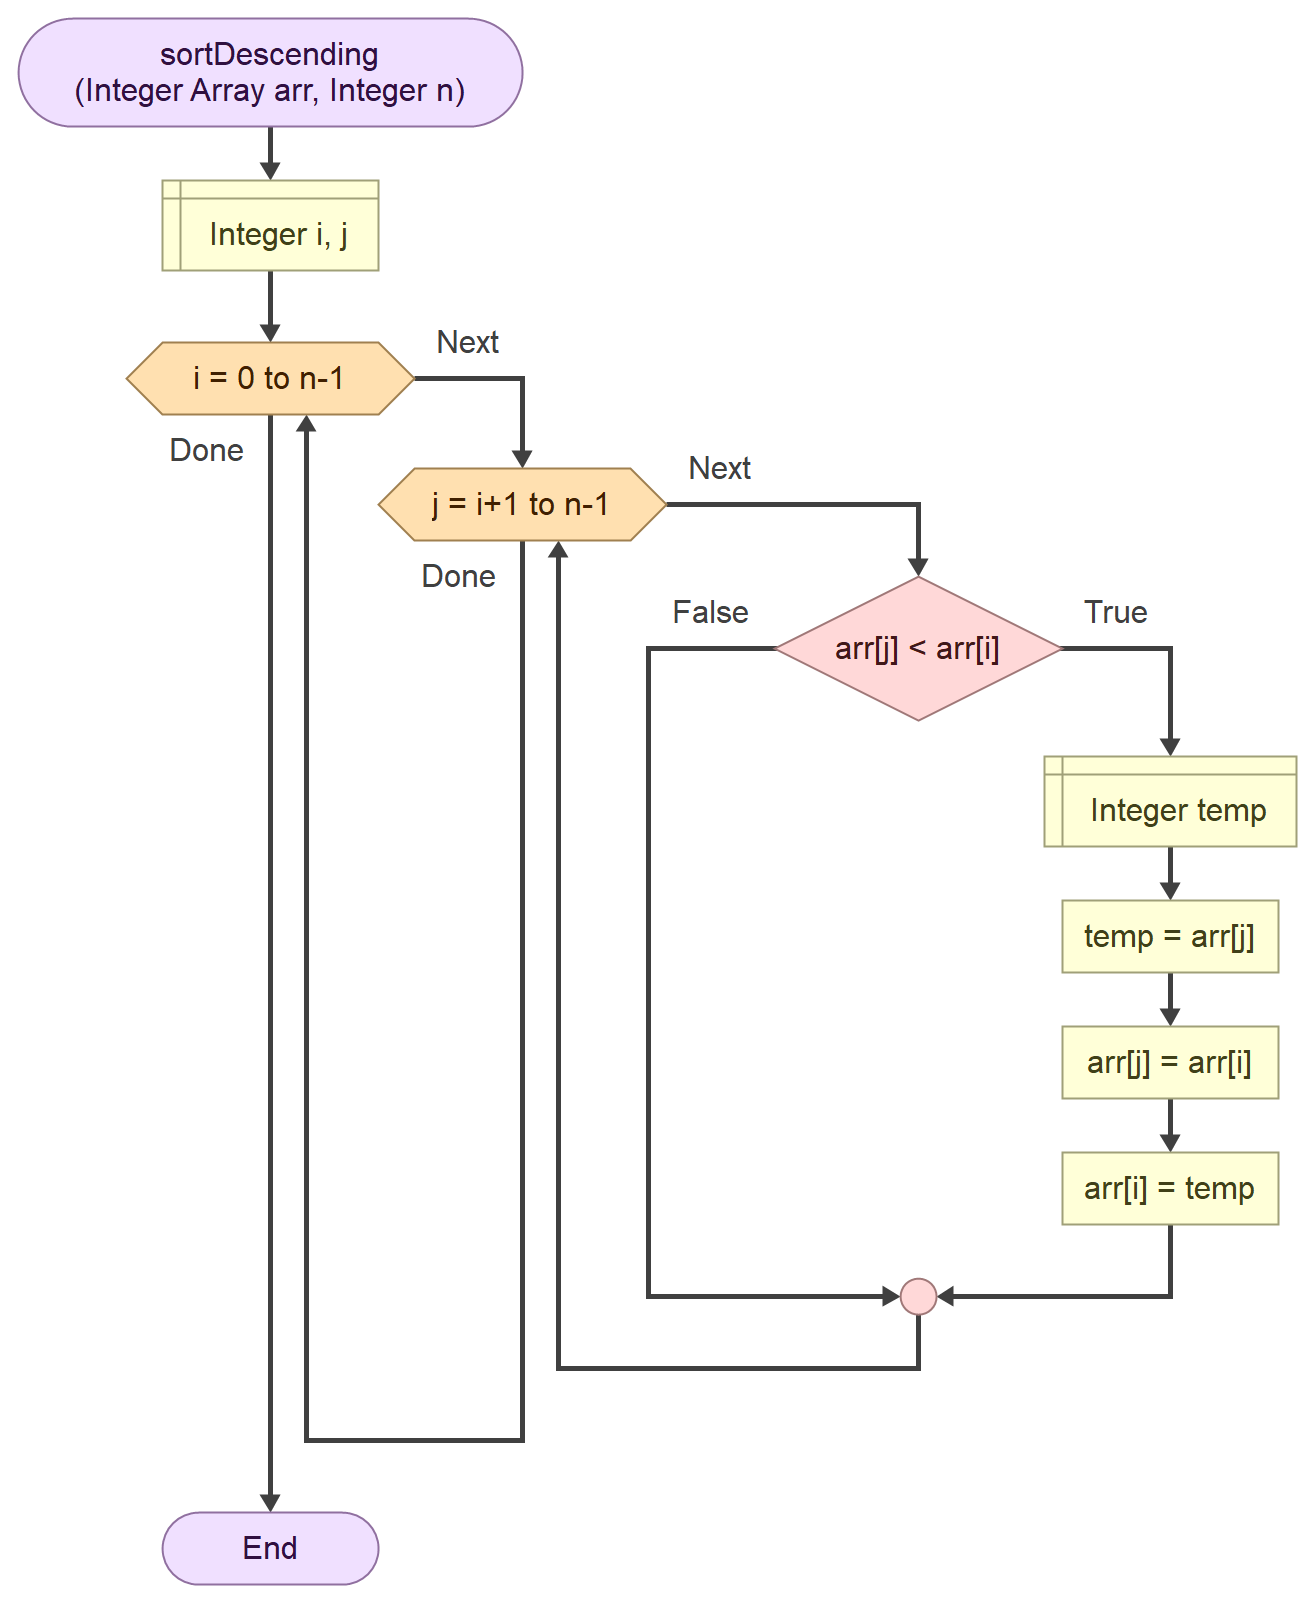 sortDescending
(Integer Array arr, Integer n)
Integer i, j
i = 0 to n-1
Next
Done
j = i+1 to n-1
Next
Done
arr[j] < arr[i]
False
True
Integer temp
temp = arr[j]
arr[j] = arr[i]
arr[i] = temp
End